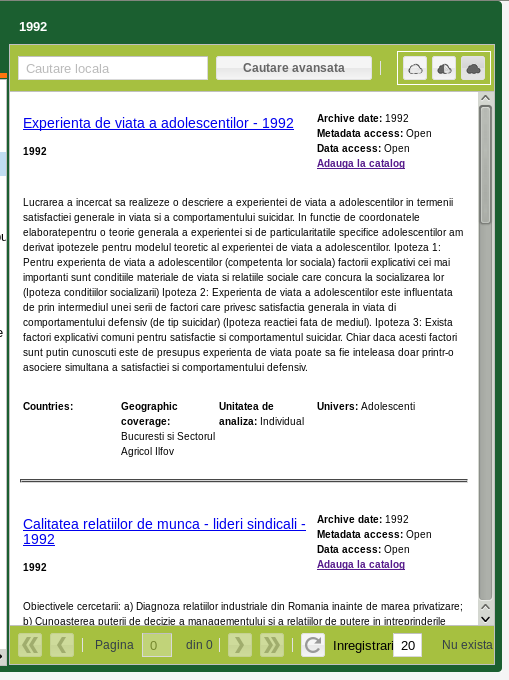 1992
Cautare locala
Cautare avansata
Experienta de viata a adolescentilor - 1992
1992
Archive date: 1992
Metadata access: Open
Data access: Open
Adauga la catalog
Lucrarea a incercat sa realizeze o descriere a experientei de viata a adolescentilor in termenii
satisfactiei generale in viata si a comportamentului suicidar. In functie de coordonatele
elaboratepentru o teorie generala a experientei si de particularitatile specifice adolescentilor am
derivat ipotezele pentru modelul teoretic al experientei de viata a adolescentilor. Ipoteza 1:
Pentru experienta de viata a adolescentilor (competenta lor sociala) factorii explicativi cei mai
importanti sunt conditiile materiale de viata si relatiile sociale care concura la socializarea lor
(Ipoteza conditiilor socializarii) Ipoteza 2: Experienta de viata a adolescentilor este influentata
de prin intermediul unei serii de factori care privesc satisfactia generala in viata di
comportamentului defensiv (de tip suicidar) (Ipoteza reactiei fata de mediul). Ipoteza 3: Exista
factori explicativi comuni pentru satisfactie si comportamentul suicidar. Chiar daca acesti factori
sunt putin cunoscuti este de presupus experienta de viata poate sa fie inteleasa doar printr-o
asociere simultana a satisfactiei si comportamentului defensiv.
Countries:
Geographic
coverage:
Bucuresti si Sectorul
Agricol Ilfov
Unitatea de
analiza: Individual
Univers: Adolescenti
Calitatea relatiilor de munca - lideri sindicali -
1992
1992
Archive date: 1992
Metadata access: Open
Data access: Open
Adauga la catalog
Obiectivele cercetarii: a) Diagnoza relatiilor industriale din Romania inainte de marea privatizare;
b) Cunoasterea puterii de decizie a managementului si a relatiilor de putere in intreprinderile
Pagina 0 din 0
Inregistrari 20
Nu exista